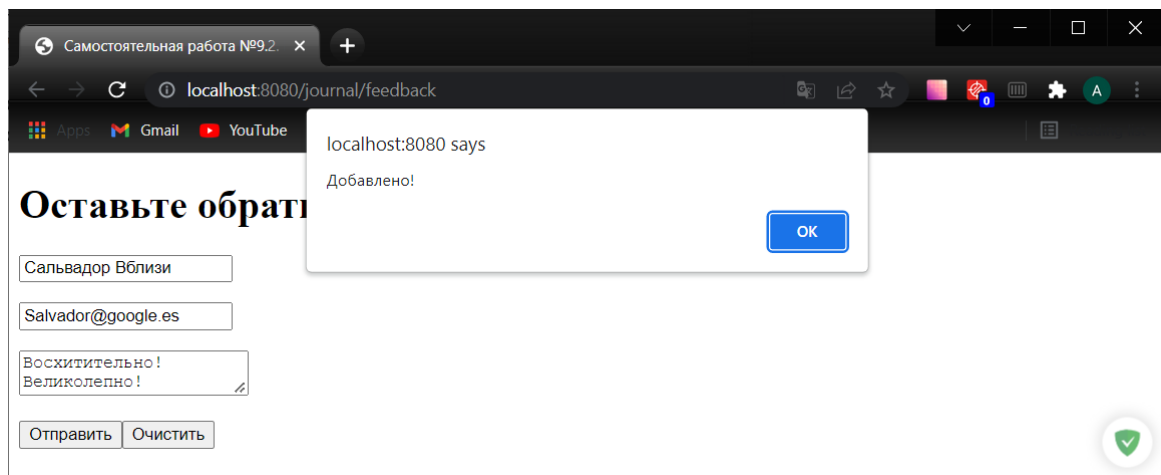 Самостоятельная работа №9.2.
localhost:8080/journal/feedback
A
0
Apps Gmail YouTube
localhost:8080 says
Добавлено!
OK
Оставьте обрат
Сальвадор Вблизи
Salvador@google.es
Восхитительно!
Великолепно!
Отправить Очистить